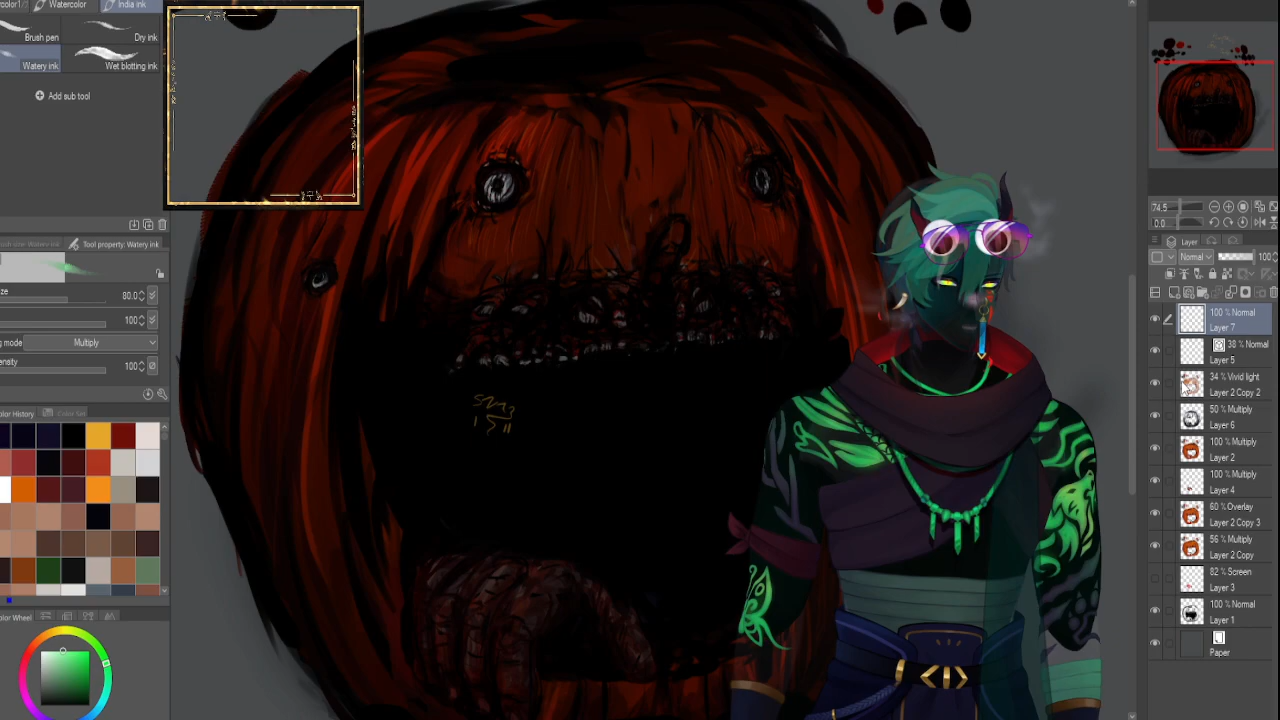 Watercolor
India ink
Brush pen
Dry ink
Watery ink
Wet blotting ink
Add sub tool
Tool property: Watery ink
80.0
100
Multiply
100
Color Set
74.5
0.0
Layer
Normal
100
100 % Normal
Layer 7
38 % Normal
Layer 5
34 % Vivid light
Layer 2 Copy 2
50 % Multiply
Layer 6
100 % Multiply
Layer 2
100 % Multiply
Layer 4
60 % Overlay
Layer 2 Copy 3
56 % Multiply
Layer 2 Copy
82 % Screen
Layer 3
100 % Normal
Layer 1
Paper